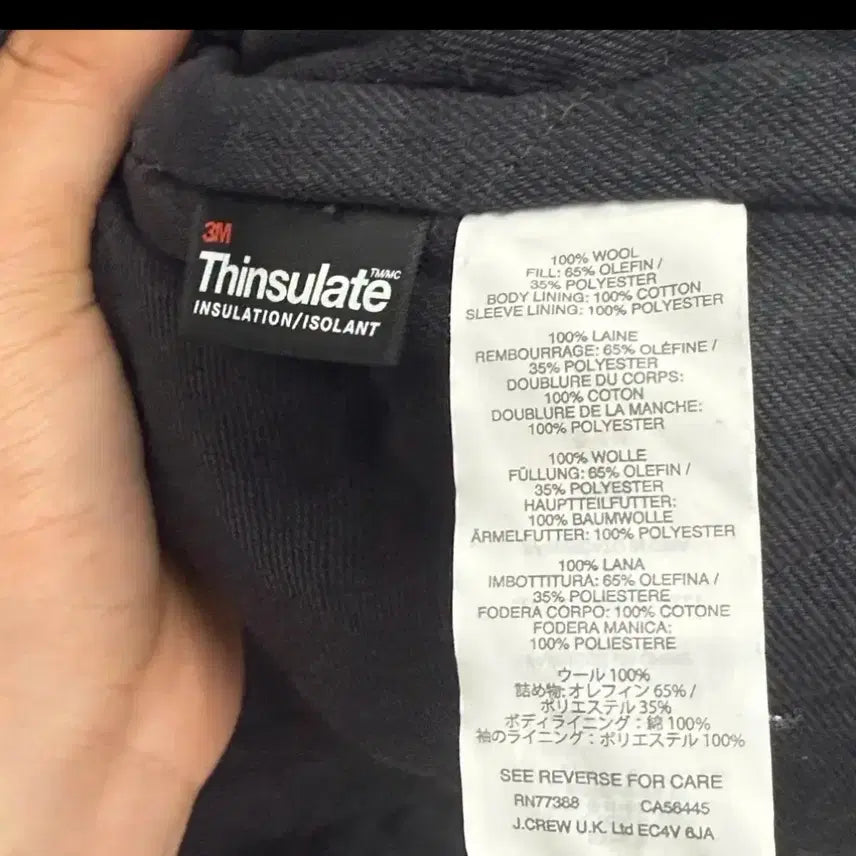 3M
Thinsulate™/MC
INSULATION/ISOLANT
100% WOOL
FILL: 65% OLEFIN /
35% POLYESTER
BODY LINING: 100% COTTON
SLEEVE LINING: 100% POLYESTER
100% LAINE
REMBOURRAGE: 65% OLÉFINE /
35% POLYESTER
DOUBLURE DU CORPS:
100% COTON
DOUBLURE DE LA MANCHE:
100% POLYESTER
100% WOLLE
FÜLLUNG: 65% OLEFIN /
35% POLYESTER
HAUPTTEILFUTTER:
100% BAUMWOLLE
ÄRMELFUTTER: 100% POLYESTER
100% LANA
IMBOTTITURA: 65% OLEFINA /
35% POLIESTERE
FODERA CORPO: 100% COTONE
FODERA MANICA:
100% POLIESTERE
ウール 100%
詰め物: オレフィン 65% /
ポリエステル 35%
ボディライニング : 綿 100%
袖のライニング : ポリエステル 100%
SEE REVERSE FOR CARE
RN77388 CA56445
J.CREW U.K. Ltd EC4V 6JA